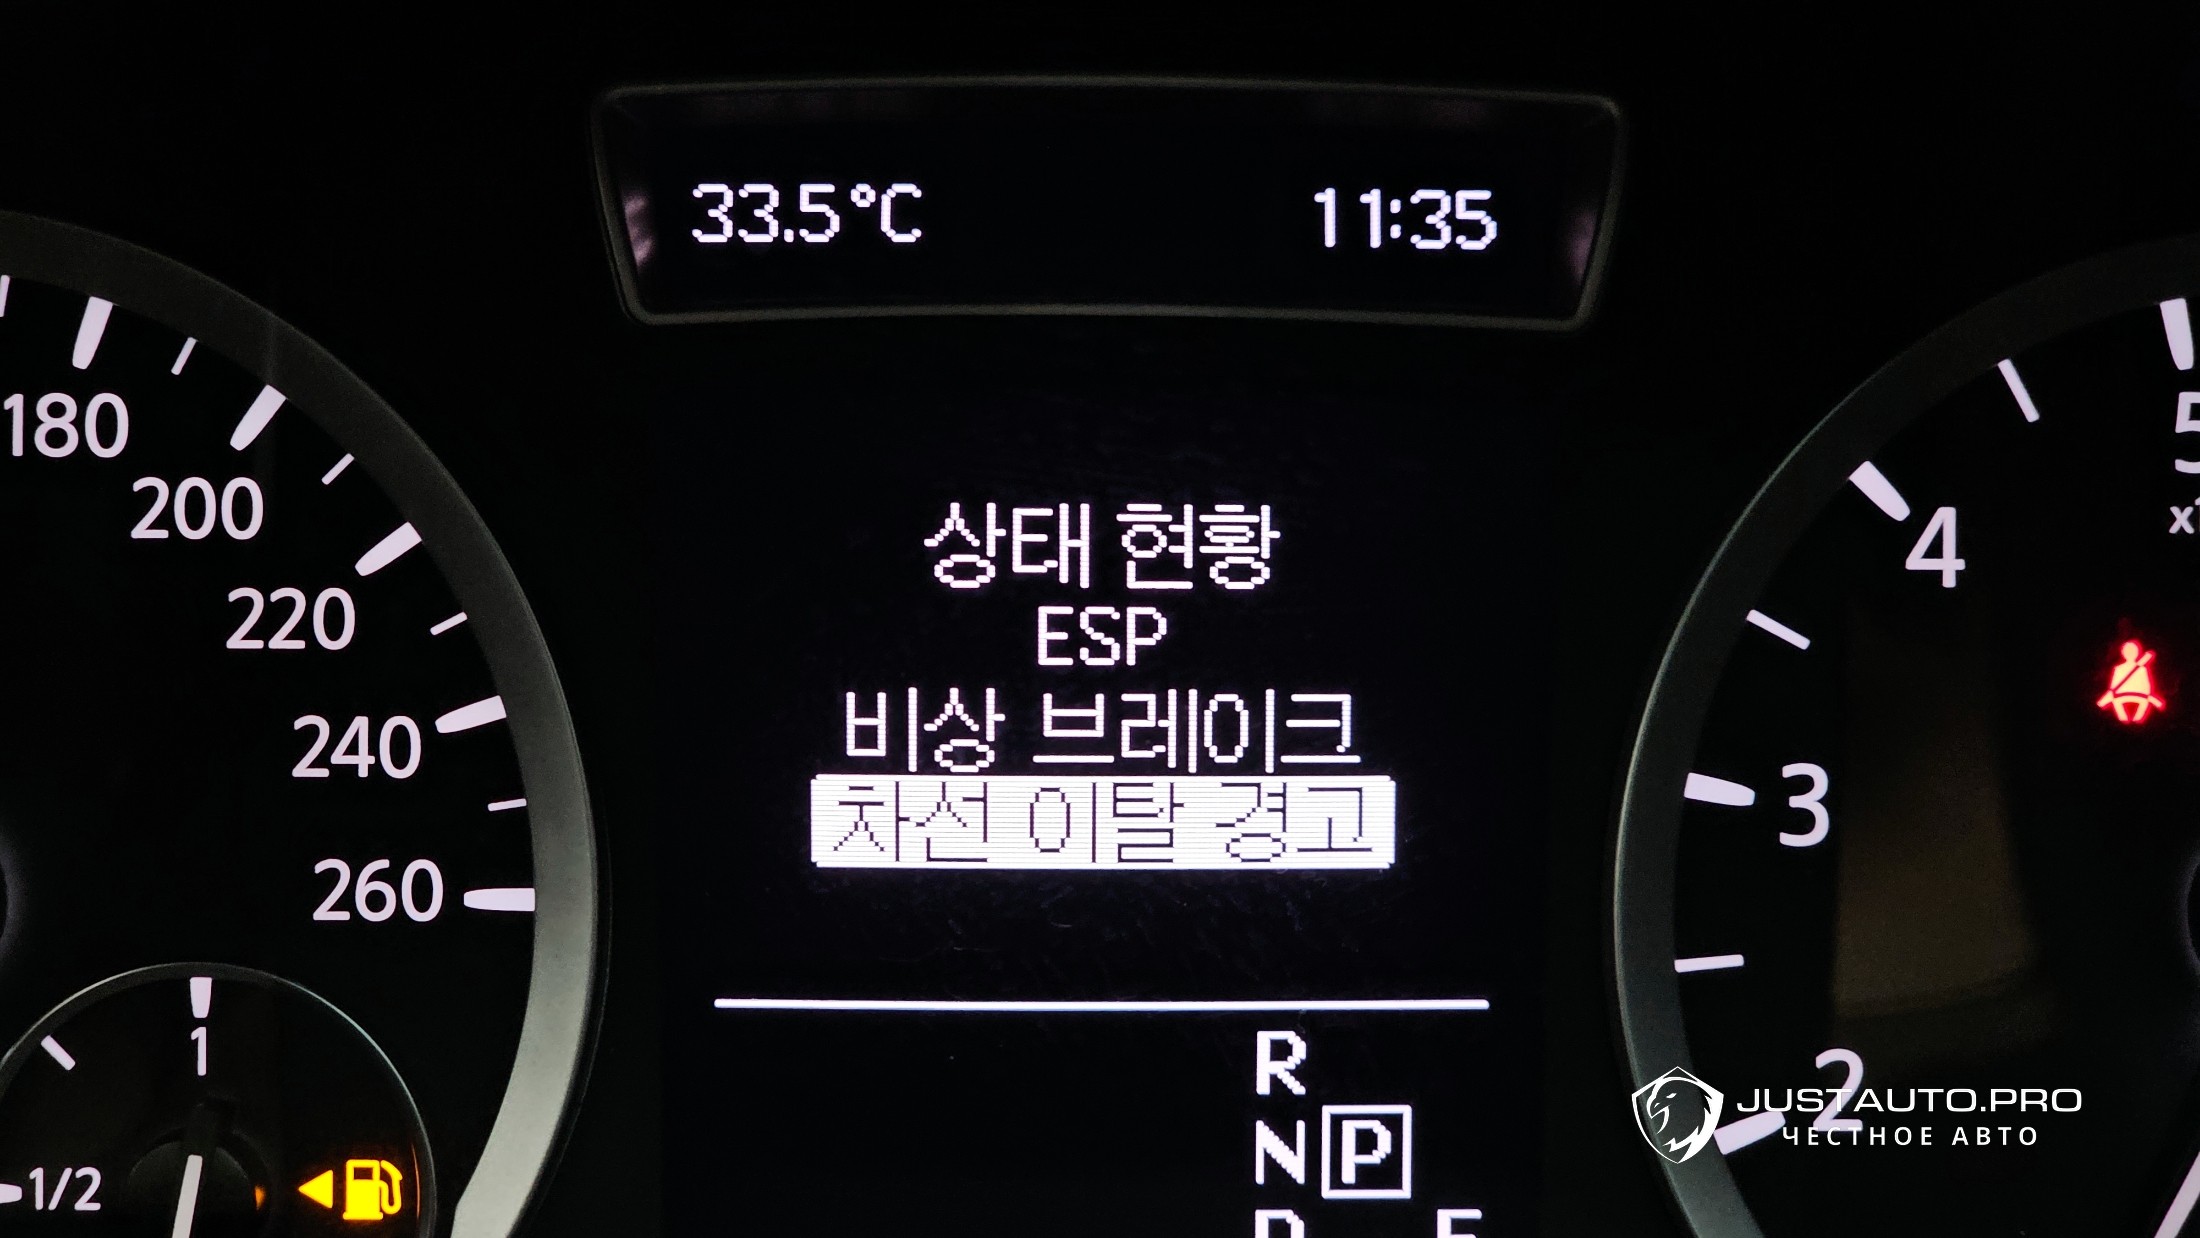 33.5°C 11:35
상태 현황
ESP
비상 브레이크
차선 이탈 경고
180
200
220
240
260
1
1/2
5
4
3
2
R
N P
JUSTAUTO.PRO
ЧЕСТНОЕ АВТО